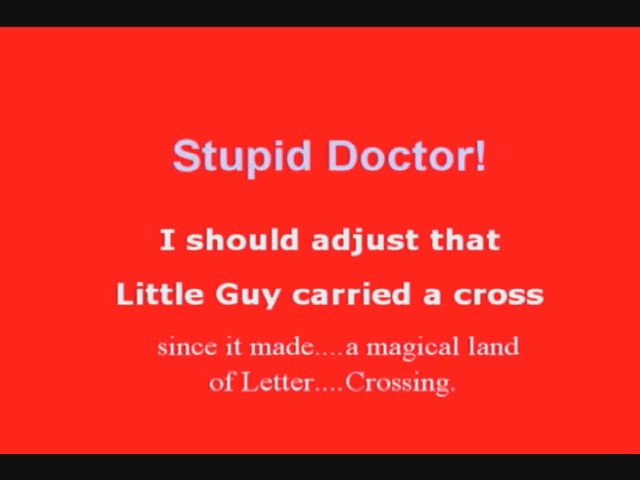 Stupid Doctor!
I should adjust that
Little Guy carried a cross
since it made....a magical land
of Letter....Crossing.